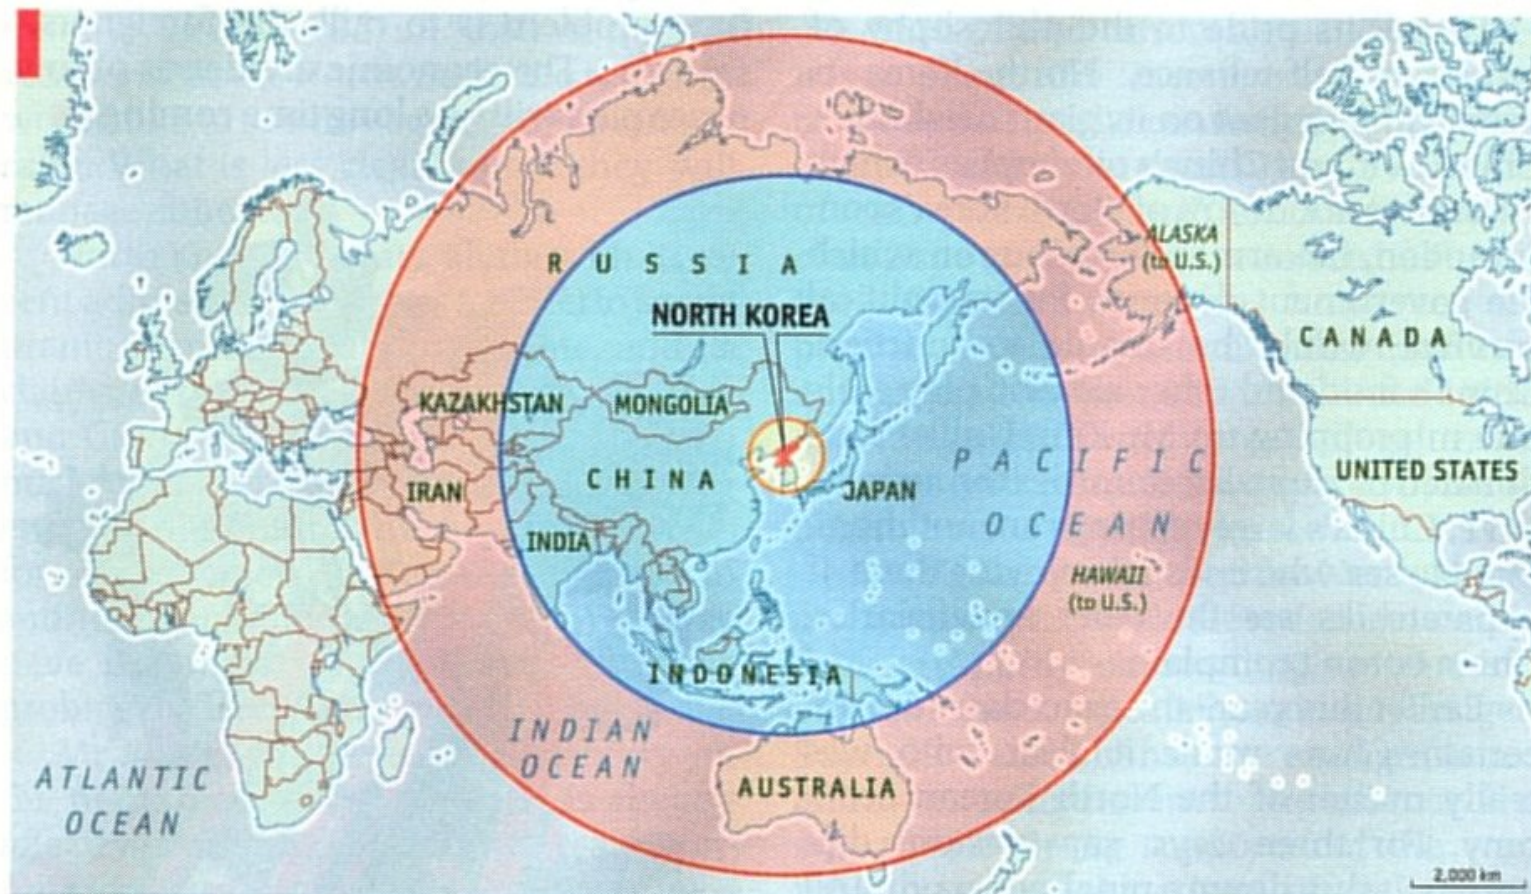 RUSSIA
NORTH KOREA
ALASKA
(to U.S.)
CANADA
KAZAKHSTAN
MONGOLIA
PACIFIC
OCEAN
UNITED STATES
IRAN
CHINA
JAPAN
INDIA
HAWAII
(to U.S.)
INDONESIA
INDIAN
OCEAN
ATLANTIC
OCEAN
AUSTRALIA
2,000 km